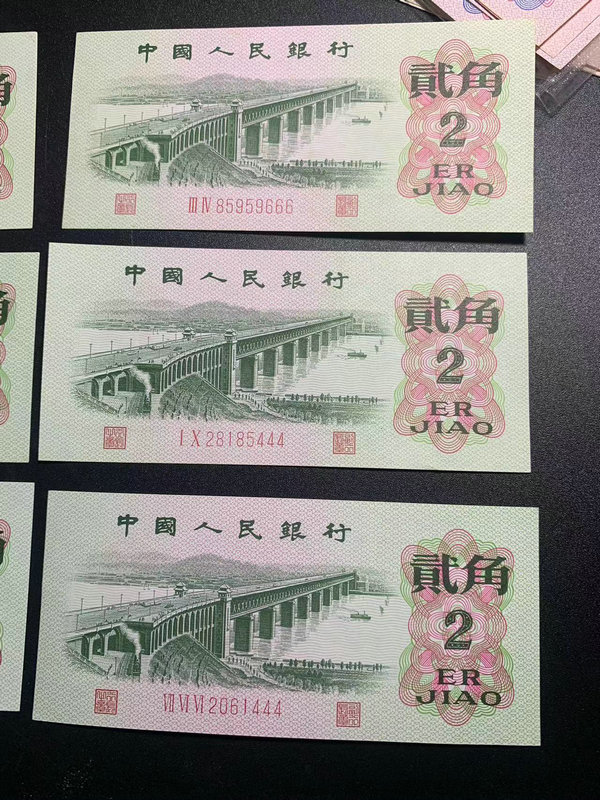 中國人民銀行
貳角
2
ER
JIAO
III IV 85959666
中國人民銀行
貳角
2
ER
JIAO
I X 28185444
中國人民銀行
貳角
2
ER
JIAO
VII VI VI 2061444